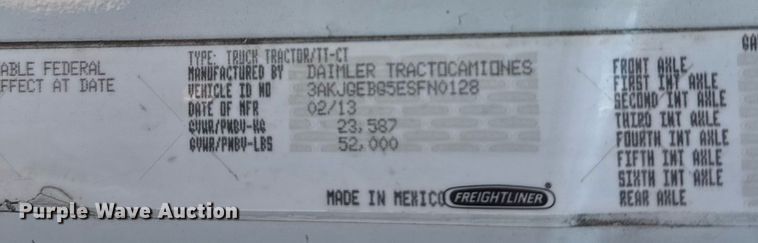 GA
ABLE FEDERAL
FFECT AT DATE
TYPE: TRUCK TRACTOR/TT-CT
MANUFACTURED BY DAIMLER TRACTOCAMIONES
VEHICLE ID NO 3AKJGEBG5ESFN0128
DATE OF MFR 02/13
GVWR/PNBV-KG 23,587
GVWR/PNBV-LBS 52,000
MADE IN MEXICO FREIGHTLINER®
FRONT AXLE
FIRST INT AXLE
SECOND INT AXLE
THIRD INT AXLE
FOURTH INT AXLE
FIFTH INT AXLE
SIXTH INT AXLE
REAR AXLE
Purple Wave Auction